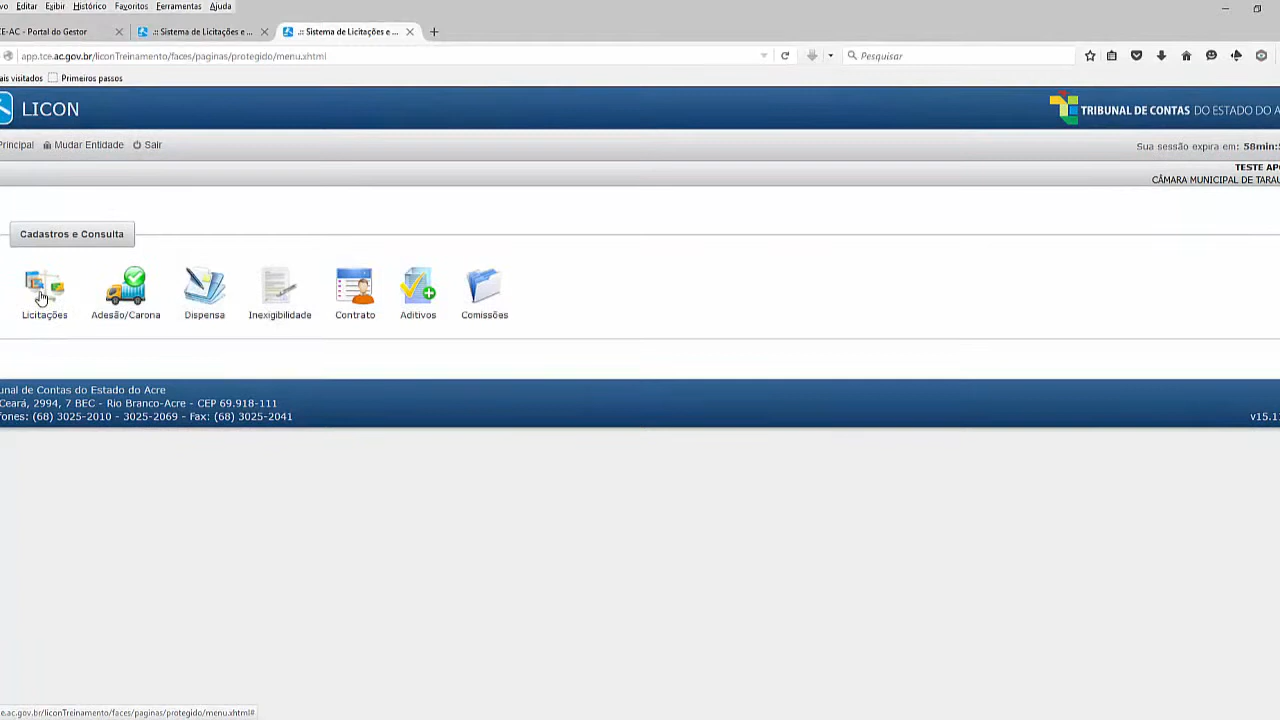 vo Editar Exibir Histórico Favoritos Ferramentas Ajuda
CE-AC - Portal do Gestor .:: Sistema de Licitações e ... .:: Sistema de Licitações e ...
app.tce.ac.gov.br/liconTreinamento/faces/paginas/protegido/menu.xhtml Pesquisar
ais visitados Primeiros passos
LICON TRIBUNAL DE CONTAS DO ESTADO DO A
Principal Mudar Entidade Sair Sua sessão expira em: 58min:
TESTE AP
CÂMARA MUNICIPAL DE TARAU
Cadastros e Consulta
Licitações Adesão/Carona Dispensa Inexigibilidade Contrato Aditivos Comissões
unal de Contas do Estado do Acre
Ceará, 2994, 7 BEC - Rio Branco-Acre - CEP 69.918-111
fones: (68) 3025-2010 - 3025-2069 - Fax: (68) 3025-2041 v15.1
e.ac.gov.br/liconTreinamento/faces/paginas/protegido/menu.xhtml#